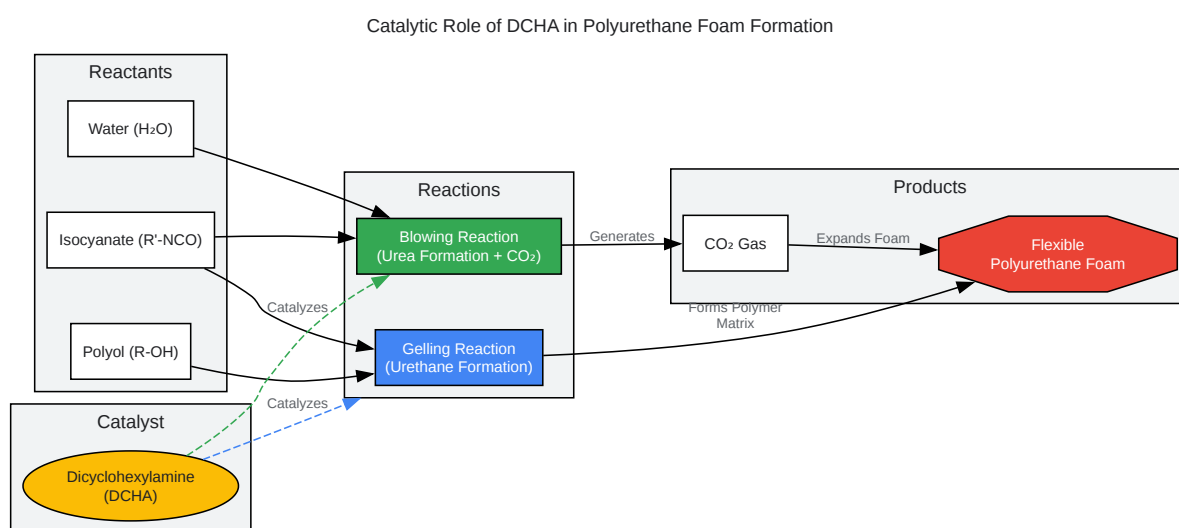 Catalytic Role of DCHA in Polyurethane Foam Formation
Reactants
Water (H₂O)
Isocyanate (R'-NCO)
Polyol (R-OH)
Catalyst
Dicyclohexylamine
(DCHA)
Catalyzes
Catalyzes
Reactions
Blowing Reaction
(Urea Formation + CO₂)
Gelling Reaction
(Urethane Formation)
Generates
Forms Polymer
Matrix
Products
CO₂ Gas
Expands Foam
Flexible
Polyurethane Foam